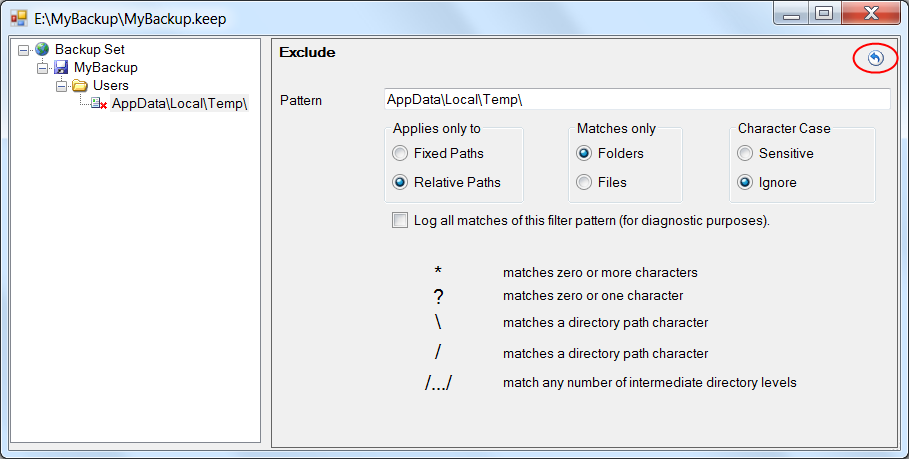 E:\MyBackup\MyBackup.keep
Backup Set
MyBackup
Users
AppData\Local\Temp\
Exclude
Pattern
AppData\Local\Temp\
Applies only to
Fixed Paths
Relative Paths
Matches only
Folders
Files
Character Case
Sensitive
Ignore
Log all matches of this filter pattern (for diagnostic purposes).
* matches zero or more characters
? matches zero or one character
\ matches a directory path character
/ matches a directory path character
/.../ match any number of intermediate directory levels